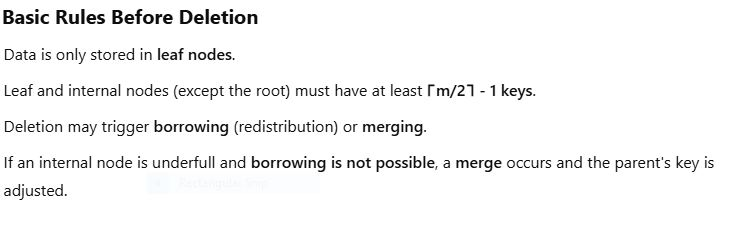 Basic Rules Before Deletion
Data is only stored in leaf nodes.
Leaf and internal nodes (except the root) must have at least ⎡m/2⎤ - 1 keys.
Deletion may trigger borrowing (redistribution) or merging.
If an internal node is underfull and borrowing is not possible, a merge occurs and the parent's key is
adjusted.
Rectangular Snip